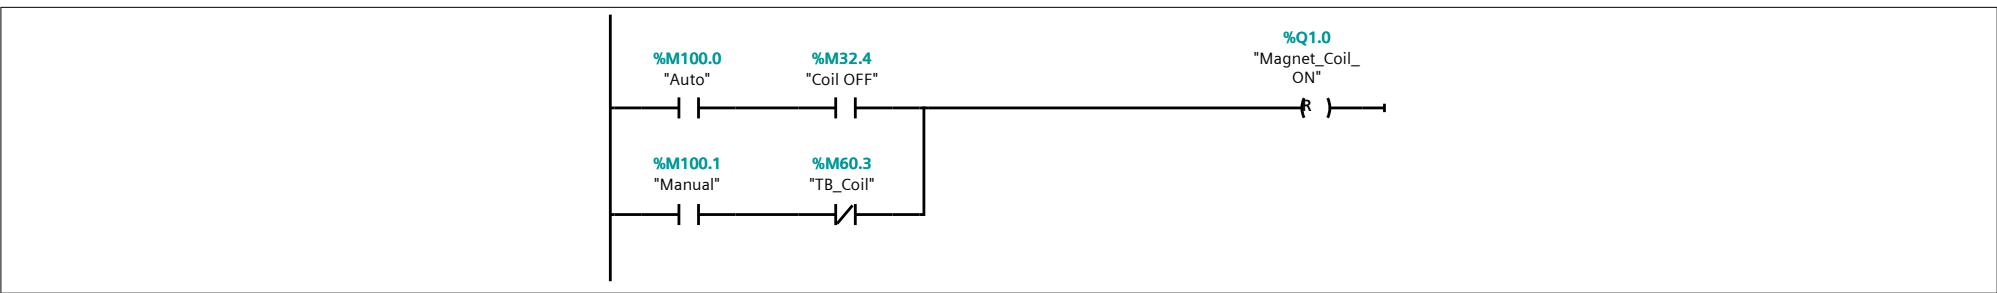 %Q1.0
%M100.0 %M32.4 "Magnet_Coil_
"Auto" "Coil OFF" ON"
R
%M100.1 %M60.3
"Manual" "TB_Coil"